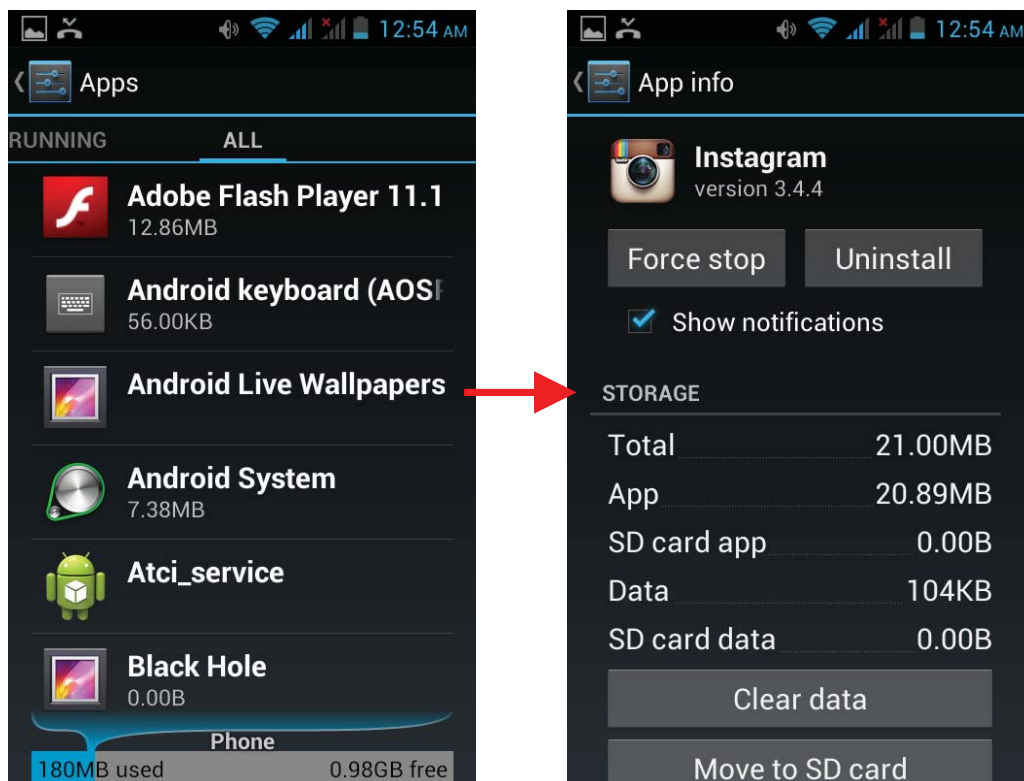 12:54 AM
Apps
RUNNING
ALL
Adobe Flash Player 11.1
12.86MB
Android keyboard (AOSP
56.00KB
Android Live Wallpapers
Android System
7.38MB
Atci_service
Black Hole
0.00B
Phone
180MB used
0.98GB free
12:54 AM
App info
Instagram
version 3.4.4
Force stop
Uninstall
Show notifications
STORAGE
Total 21.00MB
App 20.89MB
SD card app 0.00B
Data 104KB
SD card data 0.00B
Clear data
Move to SD card